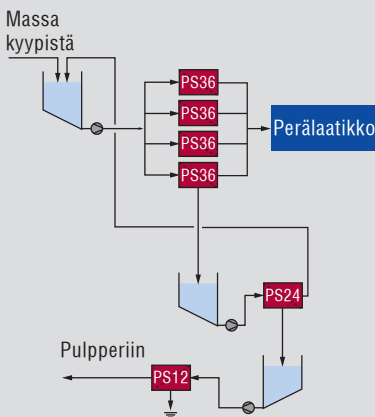 Massa
kyypistä
PS36
PS36
PS36
PS36
Perälaatikko
PS24
Pulpperiin
PS12